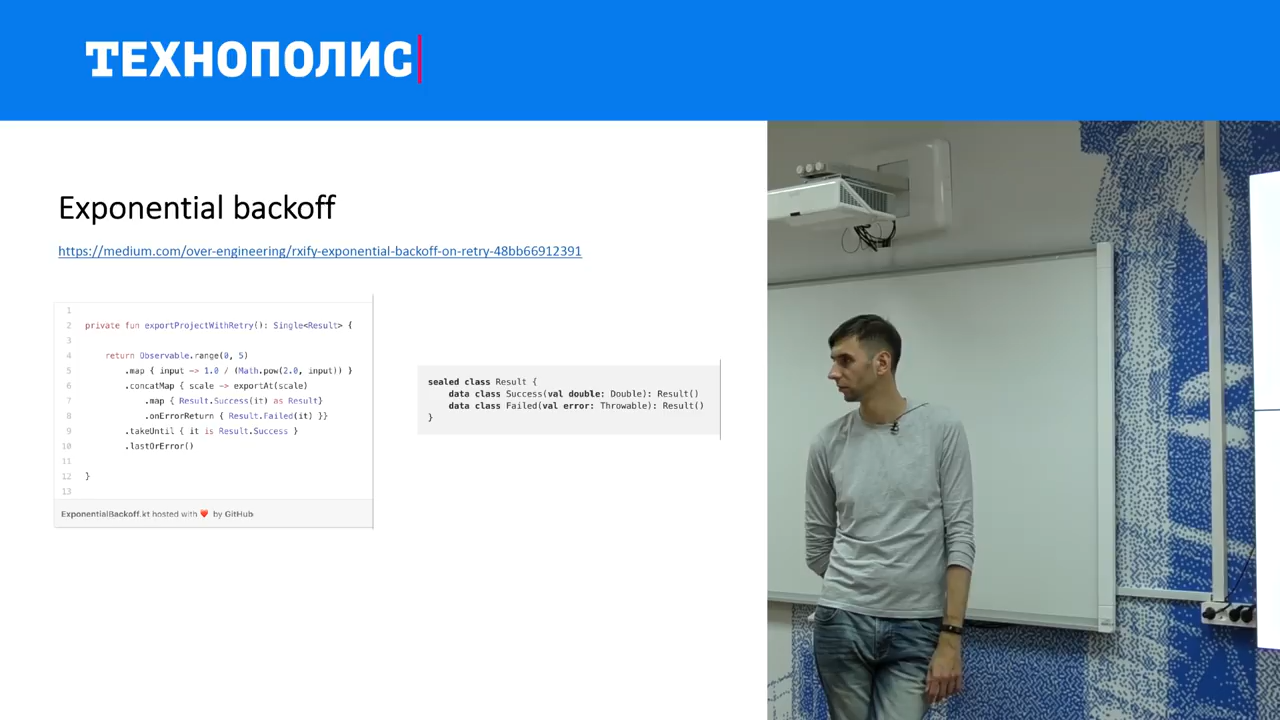 ТЕХНОПОЛИС
Exponential backoff
https://medium.com/over-engineering/rxify-exponential-backoff-on-retry-48bb66912391
1
2 private fun exportProjectWithRetry(): Single<Result> {
3
4 return Observable.range(0, 5)
5 .map { input -> 1.0 / (Math.pow(2.0, input)) }
6 .concatMap { scale -> exportAt(scale)
7 .map { Result.Success(it) as Result}
8 .onErrorReturn { Result.Failed(it) }}
9 .takeUntil { it is Result.Success }
10 .lastOrError()
11
12 }
13
ExponentialBackoff.kt hosted with ❤ by GitHub
sealed class Result {
data class Success(val double: Double): Result()
data class Failed(val error: Throwable): Result()
}